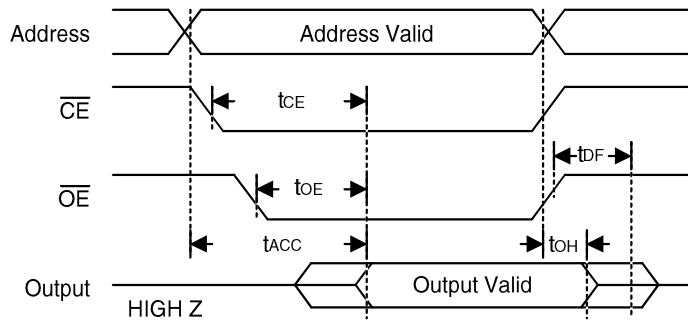 Address
Address Valid
CE
tCE
tDF
OE
tOE
tACC
tOH
Output
Output Valid
HIGH Z